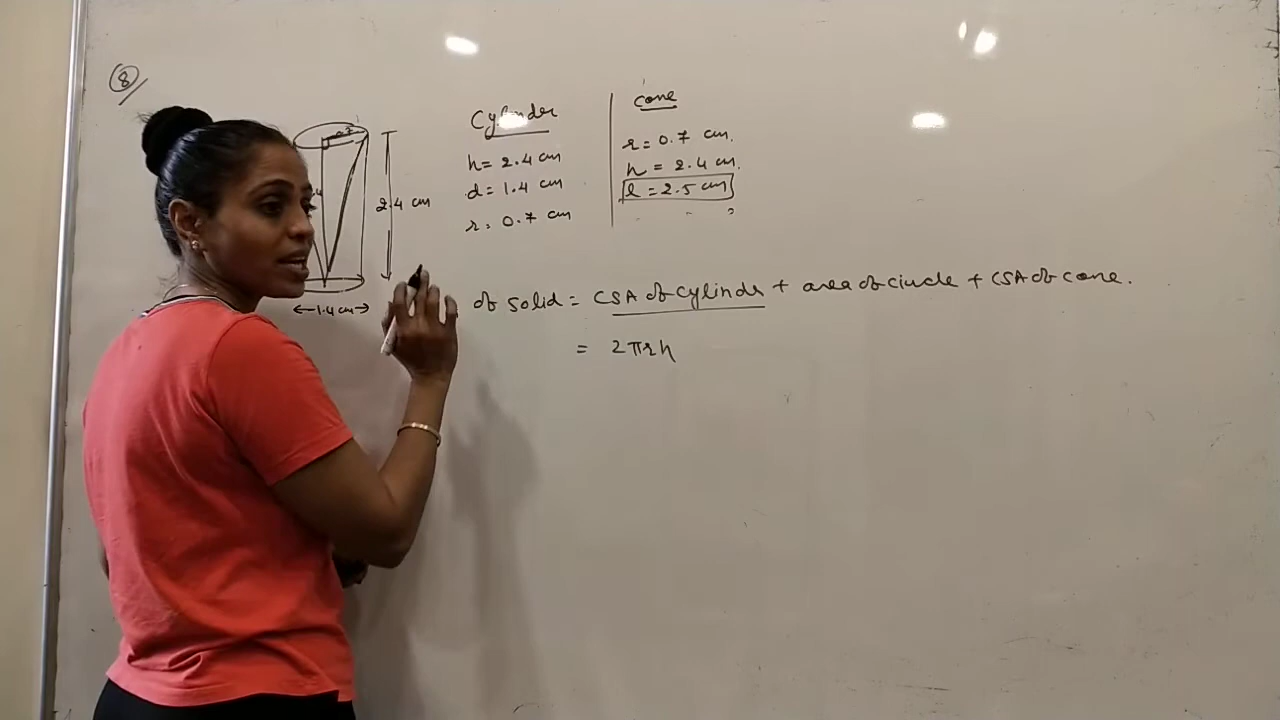 8
0.7
2.4 cm
←1.4 cm→
Cylinder
h = 2.4 cm
d = 1.4 cm
r = 0.7 cm
cone
r = 0.7 cm.
h = 2.4 cm.
l = 2.5 cm
of solid = CSA of cylinder + area of circle + CSA of cone.
= 2πrh